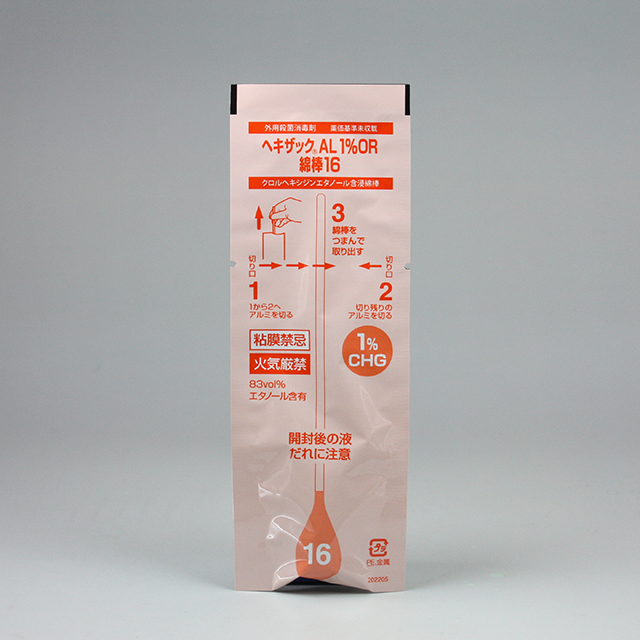 外用殺菌消毒剤 薬価基準未収載
ヘキザック® AL 1%OR
綿棒16
クロルヘキシジンエタノール含浸綿棒
3
綿棒を
つまんで
取り出す
切り口
切り口
1
1から2へ
アルミを切る
2
切り残りの
アルミを切る
粘膜禁忌
火気厳禁
83vol%
エタノール含有
1%
CHG
開封後の液
だれに注意
16
プラ
PE,金属
202205